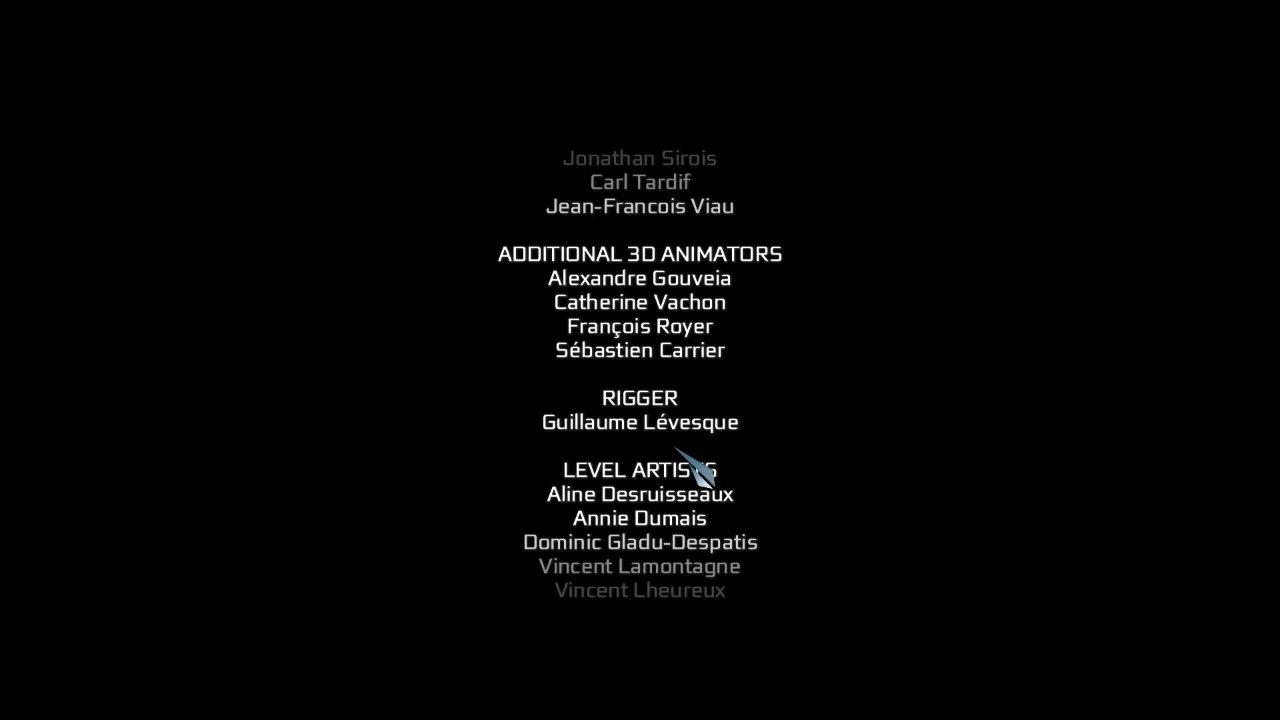 Jonathan Sirois
Carl Tardif
Jean-Francois Viau
ADDITIONAL 3D ANIMATORS
Alexandre Gouveia
Catherine Vachon
François Royer
Sébastien Carrier
RIGGER
Guillaume Lévesque
LEVEL ARTISTS
Aline Desruisseaux
Annie Dumais
Dominic Gladu-Despatis
Vincent Lamontagne
Vincent Lheureux